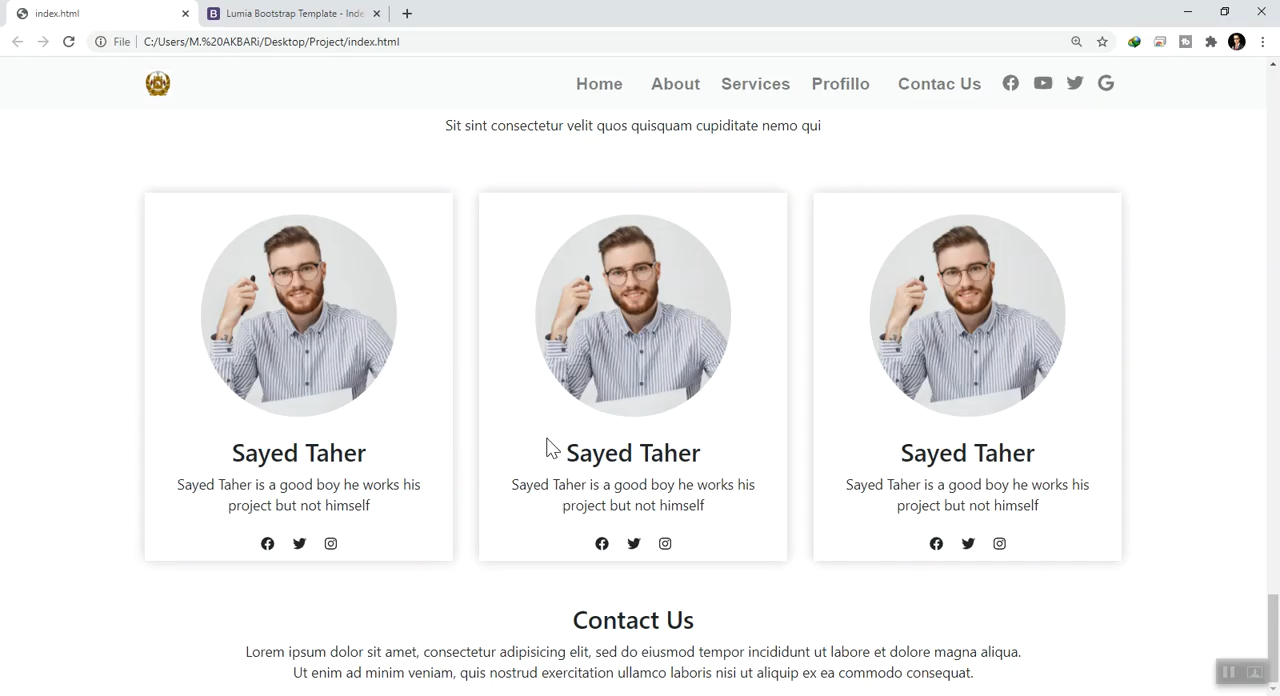 index.html
B Lumia Bootstrap Template - Inde
File C:/Users/M.%20AKBARi/Desktop/Project/index.html
Home About Services Profillo Contac Us
Sit sint consectetur velit quos quisquam cupiditate nemo qui
Sayed Taher
Sayed Taher is a good boy he works his
project but not himself
Sayed Taher
Sayed Taher is a good boy he works his
project but not himself
Sayed Taher
Sayed Taher is a good boy he works his
project but not himself
Contact Us
Lorem ipsum dolor sit amet, consectetur adipisicing elit, sed do eiusmod tempor incididunt ut labore et dolore magna aliqua.
Ut enim ad minim veniam, quis nostrud exercitation ullamco laboris nisi ut aliquip ex ea commodo consequat.